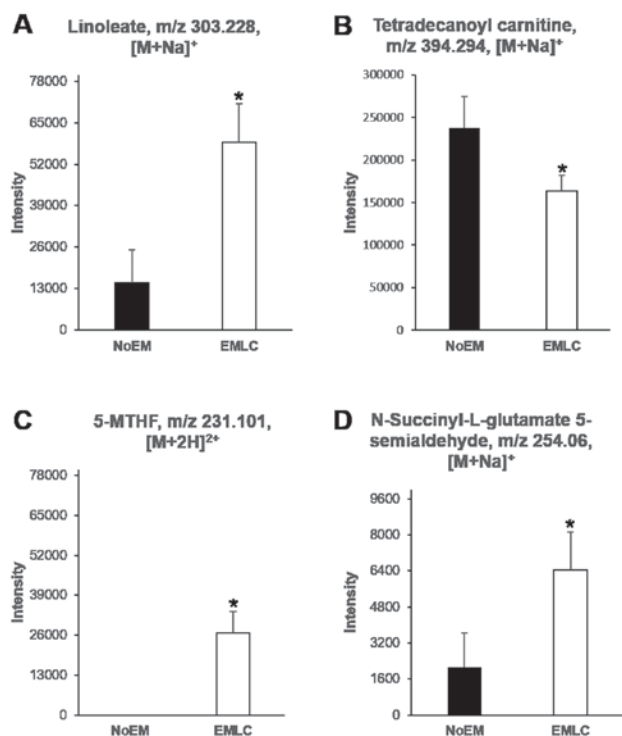 A
Linoleate, m/z 303.228,
[M+Na]⁺
78000
65000
52000
39000
26000
13000
0
Intensity
*
NoEM
EMLC
B
Tetradecanoyl carnitine,
m/z 394.294, [M+Na]⁺
300000
250000
200000
150000
100000
50000
0
Intensity
*
NoEM
EMLC
C
5-MTHF, m/z 231.101,
[M+2H]²⁺
78000
65000
52000
39000
26000
13000
0
Intensity
*
NoEM
EMLC
D
N-Succinyl-L-glutamate 5-
semialdehyde, m/z 254.06,
[M+Na]⁺
9600
8000
6400
4800
3200
1600
0
Intensity
*
NoEM
EMLC